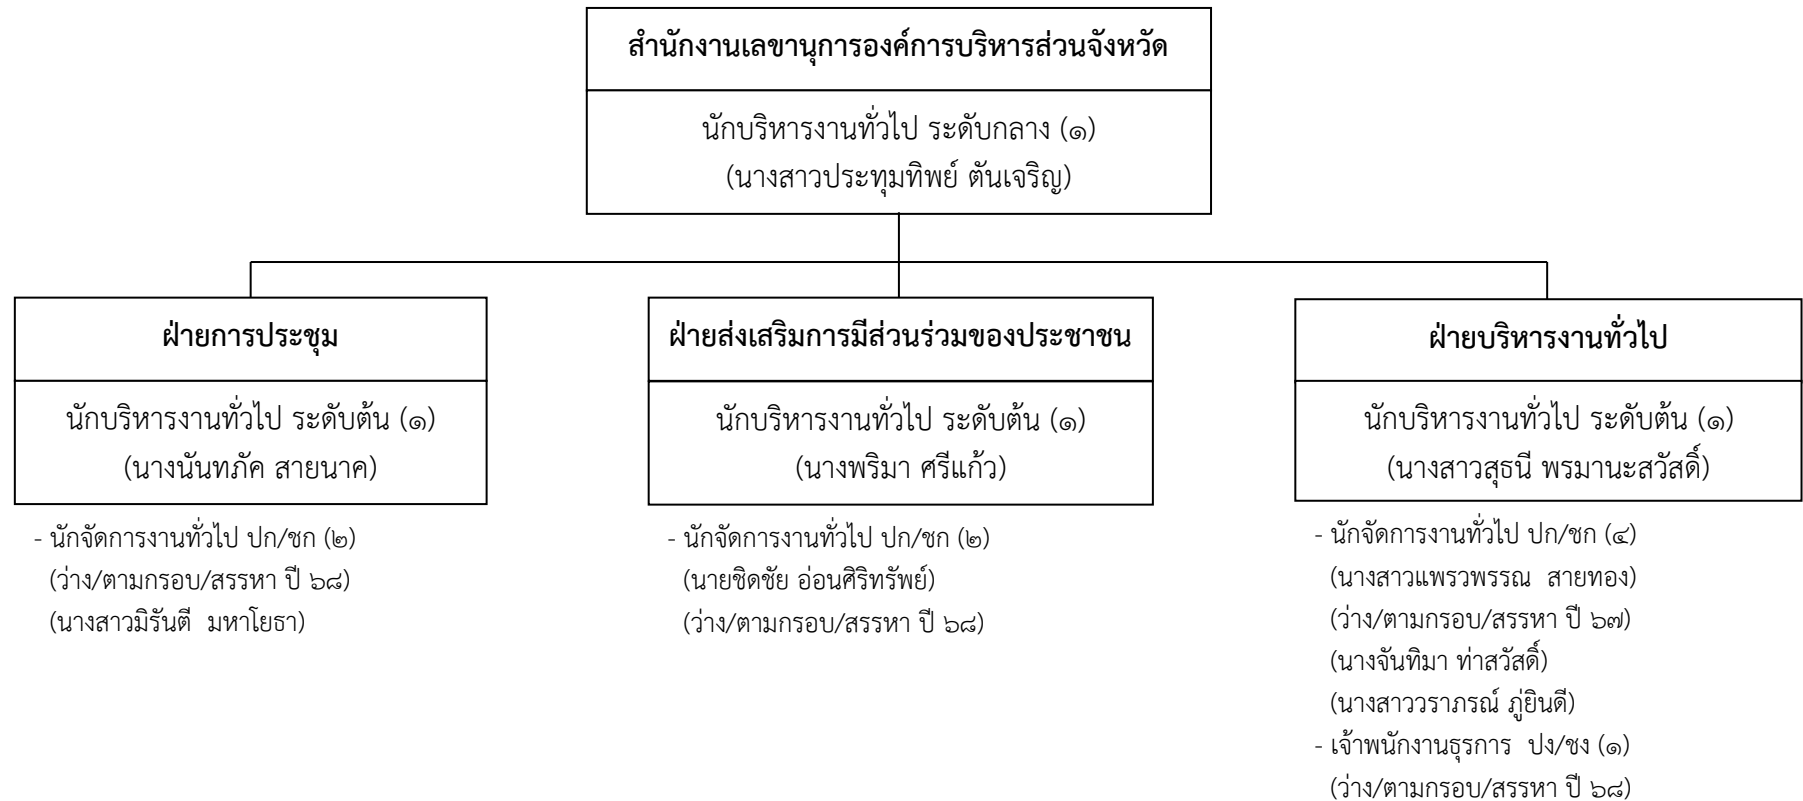 สำนักงานเลขานุการองค์การบริหารส่วนจังหวัด
นักบริหารงานทั่วไป ระดับกลาง (๑)
(นางสาวประทุมทิพย์ ตันเจริญ)
ฝ่ายการประชุม
นักบริหารงานทั่วไป ระดับต้น (๑)
(นางนันทภัค สายนาค)
- นักจัดการงานทั่วไป ปก/ชก (๒)
(ว่าง/ตามกรอบ/สรรหา ปี ๖๘)
(นางสาวมิรันตี มหาโยธา)
ฝ่ายส่งเสริมการมีส่วนร่วมของประชาชน
นักบริหารงานทั่วไป ระดับต้น (๑)
(นางพริมา ศรีแก้ว)
- นักจัดการงานทั่วไป ปก/ชก (๒)
(นายชิดชัย อ่อนศิริทรัพย์)
(ว่าง/ตามกรอบ/สรรหา ปี ๖๘)
ฝ่ายบริหารงานทั่วไป
นักบริหารงานทั่วไป ระดับต้น (๑)
(นางสาวสุธนี พรมานะสวัสดิ์)
- นักจัดการงานทั่วไป ปก/ชก (๔)
(นางสาวแพรวพรรณ สายทอง)
(ว่าง/ตามกรอบ/สรรหา ปี ๖๗)
(นางจันทิมา ท่าสวัสดิ์)
(นางสาววราภรณ์ ภู่ยินดี)
- เจ้าพนักงานธุรการ ปง/ชง (๑)
(ว่าง/ตามกรอบ/สรรหา ปี ๖๘)